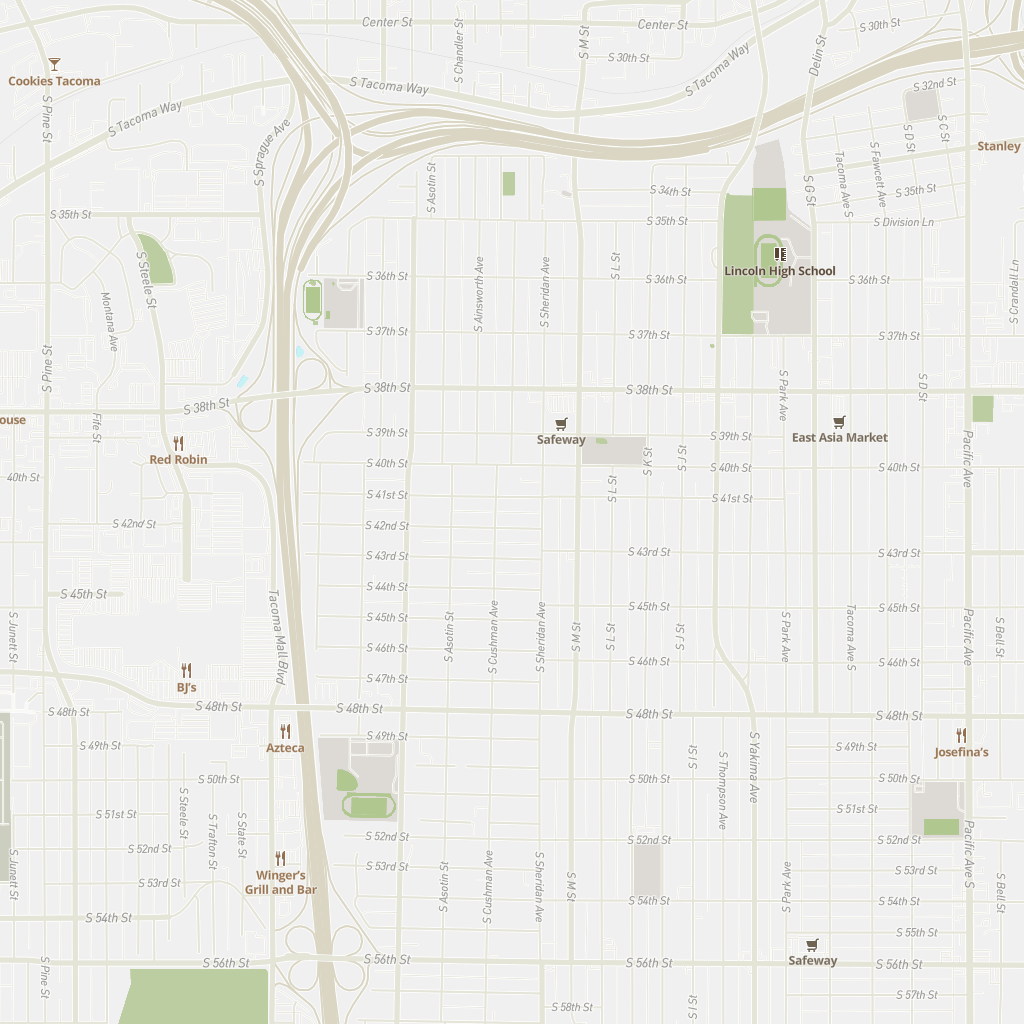 Center St
Center St
S 30th St
S 30th St
S Chandler St
S M St
Delin St
Cookies Tacoma
S Tacoma Way
S Tacoma Way
S Tacoma Way
S 32nd St
S Pine St
S Sprague Ave
S D St
S C St
Stanley
S Asotin St
S 34th St
S G St
Tacoma Ave S
S Fawcett Ave
S 35th St
S 35th St
S 35th St
S Division Ln
S Steele St
S Ainsworth Ave
S Sheridan Ave
S L St
Lincoln High School
S 36th St
S 36th St
S 36th St
S Crandall Ln
Montana Ave
S 37th St
S 37th St
S 37th St
S Pine St
S 38th St
S 38th St
S 38th St
S Park Ave
S D St
ouse
Fife St
Red Robin
S 39th St
Safeway
S 39th St
East Asia Market
Pacific Ave
40th St
S 40th St
S K St
S J St
S 40th St
S 40th St
S 41st St
S L St
S 41st St
S 42nd St
S 42nd St
S 43rd St
S 43rd St
S 43rd St
S 44th St
S 45th St
S 45th St
S 45th St
S 45th St
S Junett St
Tacoma Mall Blvd
S Asotin St
S Cushman Ave
S Sheridan Ave
S M St
S L St
S J St
S Park Ave
Tacoma Ave S
Pacific Ave
S Bell St
S 46th St
S 46th St
S 46th St
S 47th St
BJ's
S 48th St
S 48th St
S 48th St
S 48th St
S 48th St
S 49th St
Azteca
S 49th St
S 49th St
Josefina's
S I St
S Thompson Ave
S Yakima Ave
S 50th St
S 50th St
S 50th St
S 51st St
S Steele St
S Trafton St
S State St
S 51st St
S 52nd St
S 52nd St
S 52nd St
S 52nd St
Pacific Ave S
S Junett St
Winger's
Grill and Bar
S 53rd St
S 53rd St
S 53rd St
S Asotin St
S Cushman Ave
S Sheridan Ave
S M St
S Park Ave
S Bell St
S 54th St
S 54th St
S 54th St
S 55th St
S 56th St
S 56th St
S 56th St
Safeway
S 56th St
S Pine St
S 58th St
S I St
S 57th St